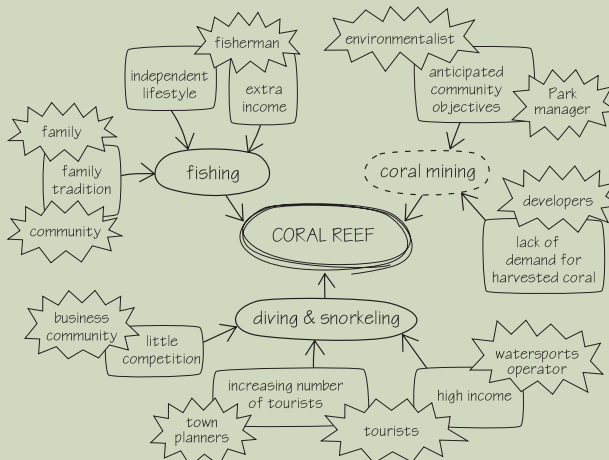 fisherman
environmentalist
independent
lifestyle
extra
income
anticipated
community
objectives
Park
manager
family
family
tradition
community
fishing
coral mining
developers
CORAL REEF
lack of
demand for
harvested coral
business
community
little
competition
diving & snorkeling
watersports
operator
increasing number
of tourists
high income
town
planners
tourists